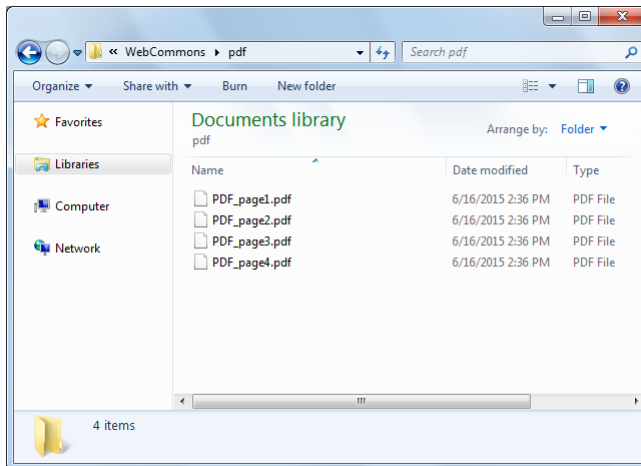 « WebCommons pdf Search pdf
Organize Share with Burn New folder
Favorites
Libraries
Computer
Network
Documents library
pdf
Arrange by: Folder
Name Date modified Type
PDF_page1.pdf 6/16/2015 2:36 PM PDF File
PDF_page2.pdf 6/16/2015 2:36 PM PDF File
PDF_page3.pdf 6/16/2015 2:36 PM PDF File
PDF_page4.pdf 6/16/2015 2:36 PM PDF File
4 items